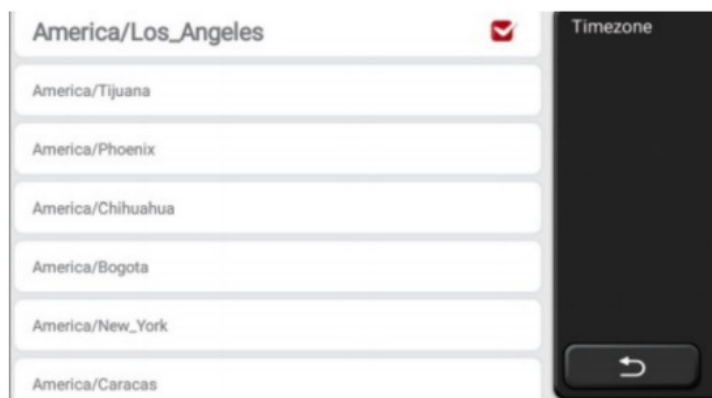 America/Los_Angeles
Timezone
America/Tijuana
America/Phoenix
America/Chihuahua
America/Bogota
America/New_York
America/Caracas